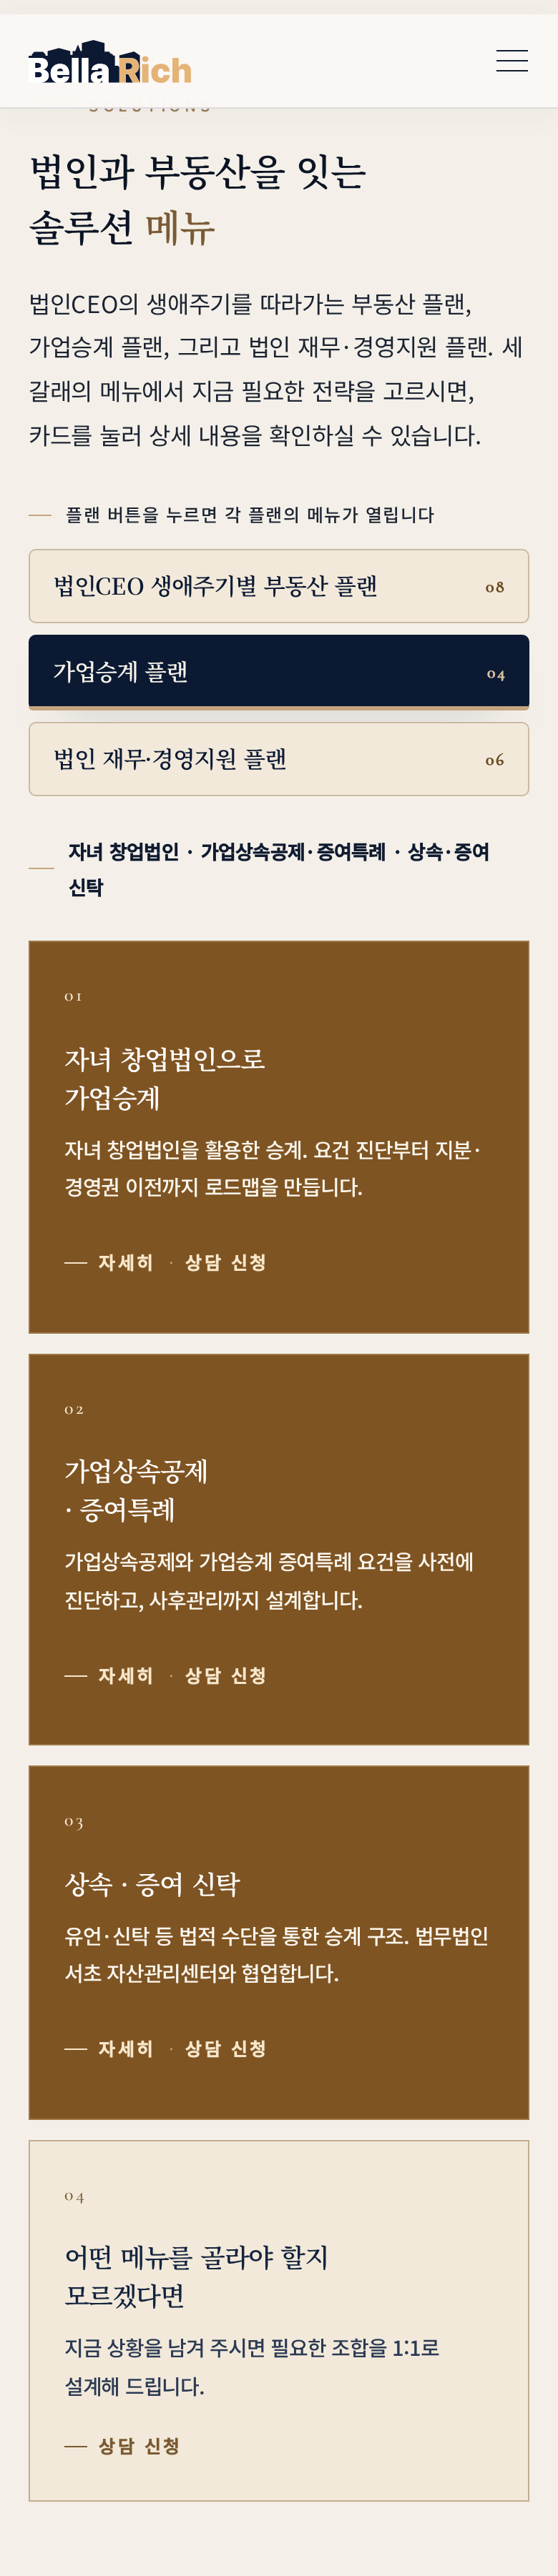 Bella Rich
SOLUTIONS
법인과 부동산을 잇는
솔루션 메뉴
법인CEO의 생애주기를 따라가는 부동산 플랜,
가업승계 플랜, 그리고 법인 재무·경영지원 플랜. 세
갈래의 메뉴에서 지금 필요한 전략을 고르시면,
카드를 눌러 상세 내용을 확인하실 수 있습니다.
플랜 버튼을 누르면 각 플랜의 메뉴가 열립니다
법인CEO 생애주기별 부동산 플랜 08
가업승계 플랜 04
법인 재무·경영지원 플랜 06
자녀 창업법인 · 가업상속공제·증여특례 · 상속·증여
신탁
01
자녀 창업법인으로
가업승계
자녀 창업법인을 활용한 승계. 요건 진단부터 지분·
경영권 이전까지 로드맵을 만듭니다.
— 자세히 · 상담 신청
02
가업상속공제
· 증여특례
가업상속공제와 가업승계 증여특례 요건을 사전에
진단하고, 사후관리까지 설계합니다.
— 자세히 · 상담 신청
03
상속 · 증여 신탁
유언·신탁 등 법적 수단을 통한 승계 구조. 법무법인
서초 자산관리센터와 협업합니다.
— 자세히 · 상담 신청
04
어떤 메뉴를 골라야 할지
모르겠다면
지금 상황을 남겨 주시면 필요한 조합을 1:1로
설계해 드립니다.
— 상담 신청